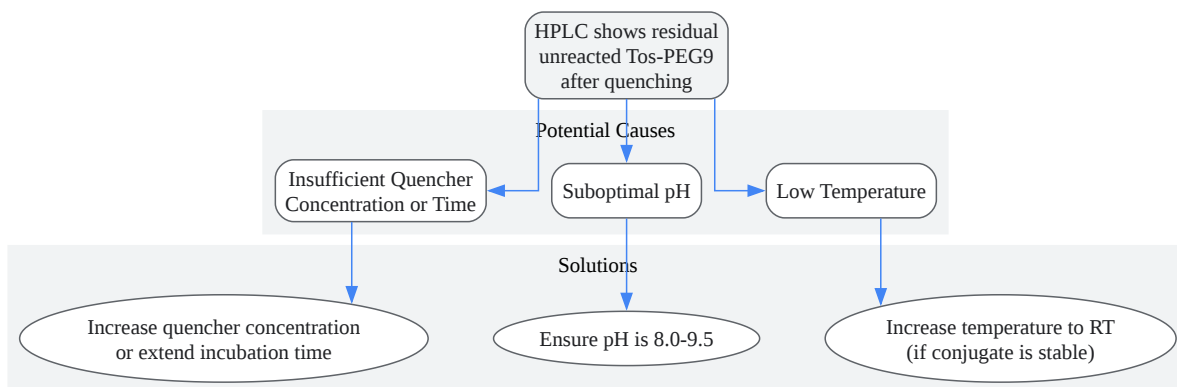 HPLC shows residual
unreacted Tos-PEG9
after quenching
Potential Causes
Insufficient Quencher
Concentration or Time
Suboptimal pH
Low Temperature
Solutions
Increase quencher concentration
or extend incubation time
Ensure pH is 8.0-9.5
Increase temperature to RT
(if conjugate is stable)